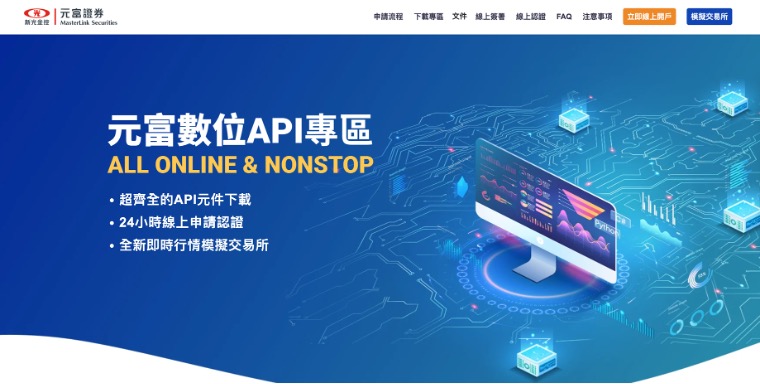 新光金控
元富證券
MasterLink Securities
申請流程
下載專區
文件
線上簽署
線上認證
FAQ
注意事項
立即線上開戶
模擬交易所
元富數位API專區
ALL ONLINE & NONSTOP
• 超齊全的API元件下載
• 24小時線上申請認證
• 全新即時行情模擬交易所
Python